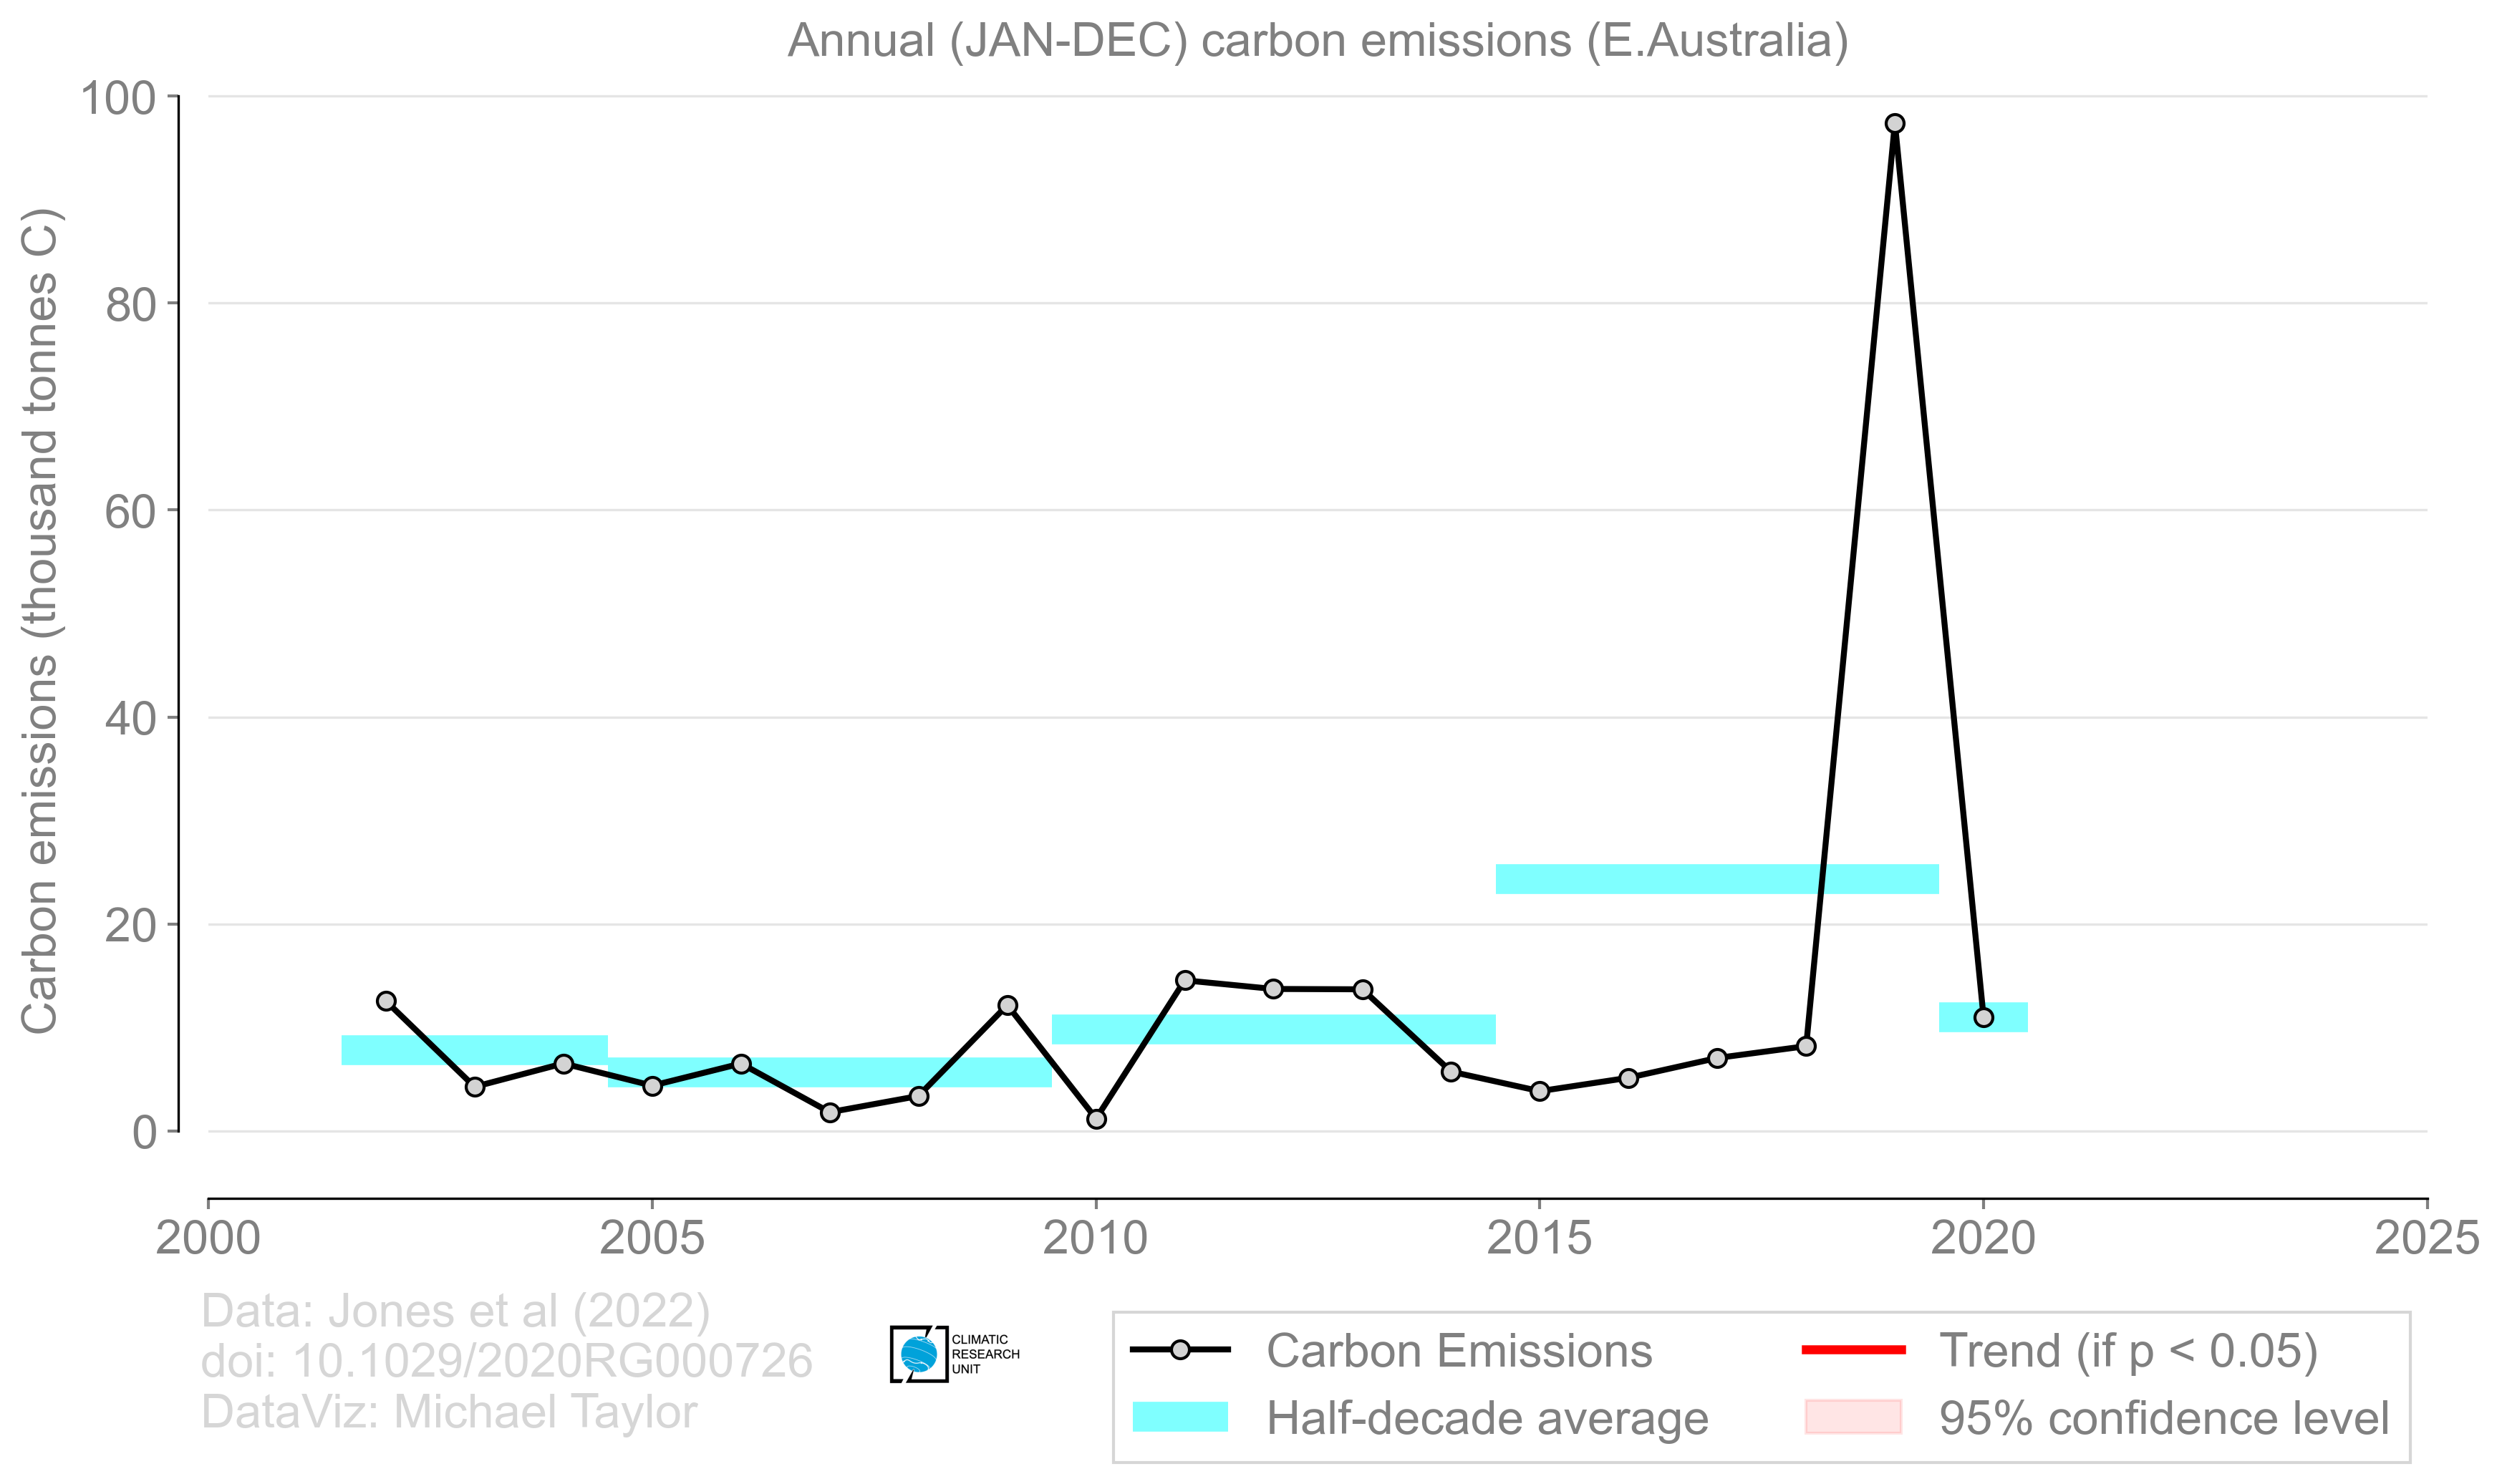 Annual (JAN-DEC) carbon emissions (E.Australia)
Carbon emissions (thousand tonnes C)
100
80
60
40
20
0
2000 2005 2010 2015 2020 2025
Data: Jones et al (2022)
doi: 10.1029/2020RG000726
DataViz: Michael Taylor
CLIMATIC
RESEARCH
UNIT
Carbon Emissions
Half-decade average
Trend (if p < 0.05)
95% confidence level